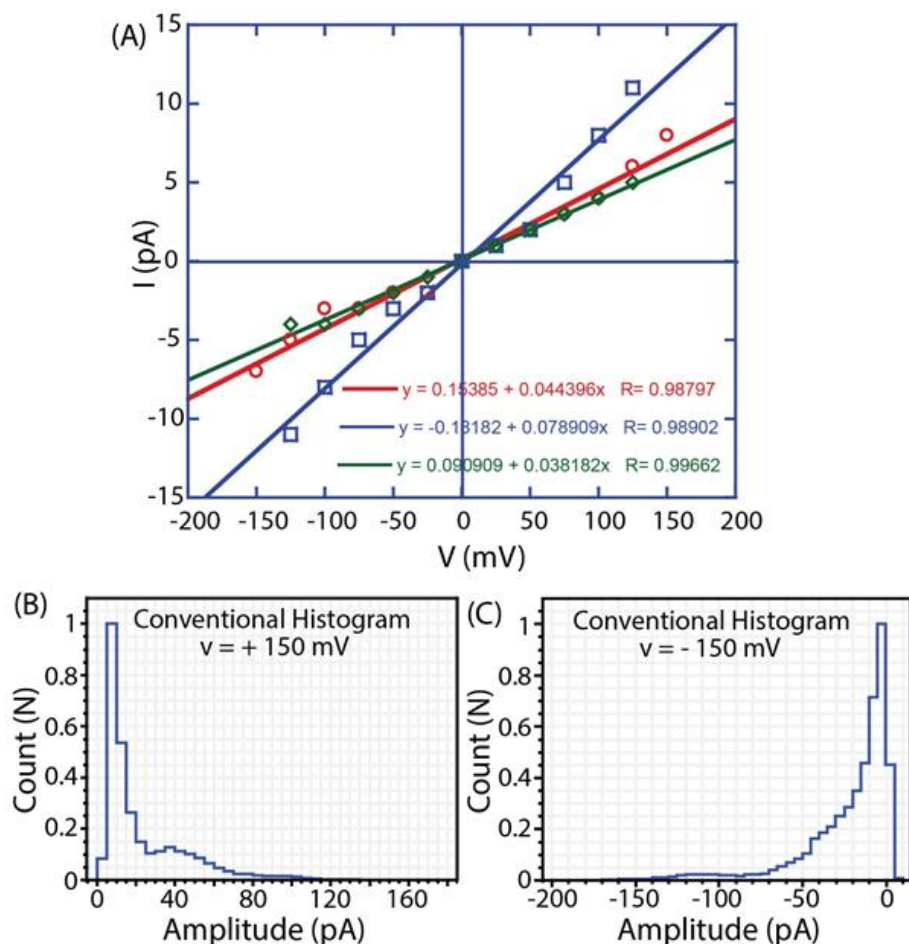 (A)
15
10
5
0
-5
-10
-15
I (pA)
y = 0.15385 + 0.044396x R= 0.98797
y = -0.18182 + 0.078909x R= 0.98902
y = 0.090909 + 0.038182x R= 0.99662
-200 -150 -100 -50 0 50 100 150 200
V (mV)
(B)
Conventional Histogram
v = + 150 mV
1
0.8
0.6
0.4
0.2
0
Count (N)
0 40 80 120 160
Amplitude (pA)
(C)
Conventional Histogram
v = - 150 mV
1
0.8
0.6
0.4
0.2
0
Count (N)
-200 -150 -100 -50 0
Amplitude (pA)